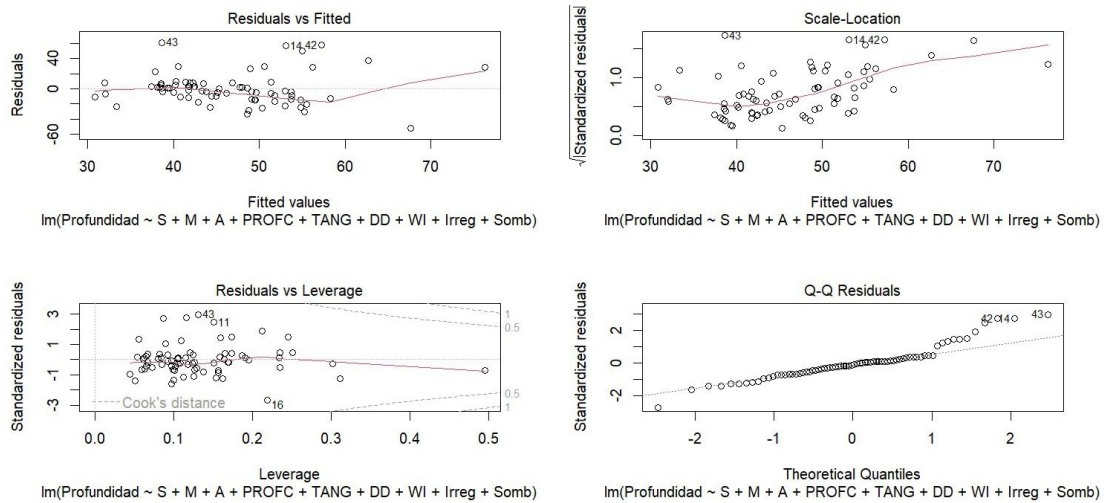 Residuals vs Fitted
Residuals
40
0
-60
43
14 42
30 40 50 60 70
Fitted values
lm(Profundidad ~ S + M + A + PROFC + TANG + DD + WI + Irreg + Somb)
Scale-Location
√|Standardized residuals|
1.0
0.0
43
14 42
30 40 50 60 70
Fitted values
lm(Profundidad ~ S + M + A + PROFC + TANG + DD + WI + Irreg + Somb)
Residuals vs Leverage
Standardized residuals
3
1
-1
-3
43
11
16
1
0.5
0.5
1
Cook's distance
0.0 0.1 0.2 0.3 0.4 0.5
Leverage
lm(Profundidad ~ S + M + A + PROFC + TANG + DD + WI + Irreg + Somb)
Q-Q Residuals
Standardized residuals
2
0
-2
42 14 43
-2 -1 0 1 2
Theoretical Quantiles
lm(Profundidad ~ S + M + A + PROFC + TANG + DD + WI + Irreg + Somb)